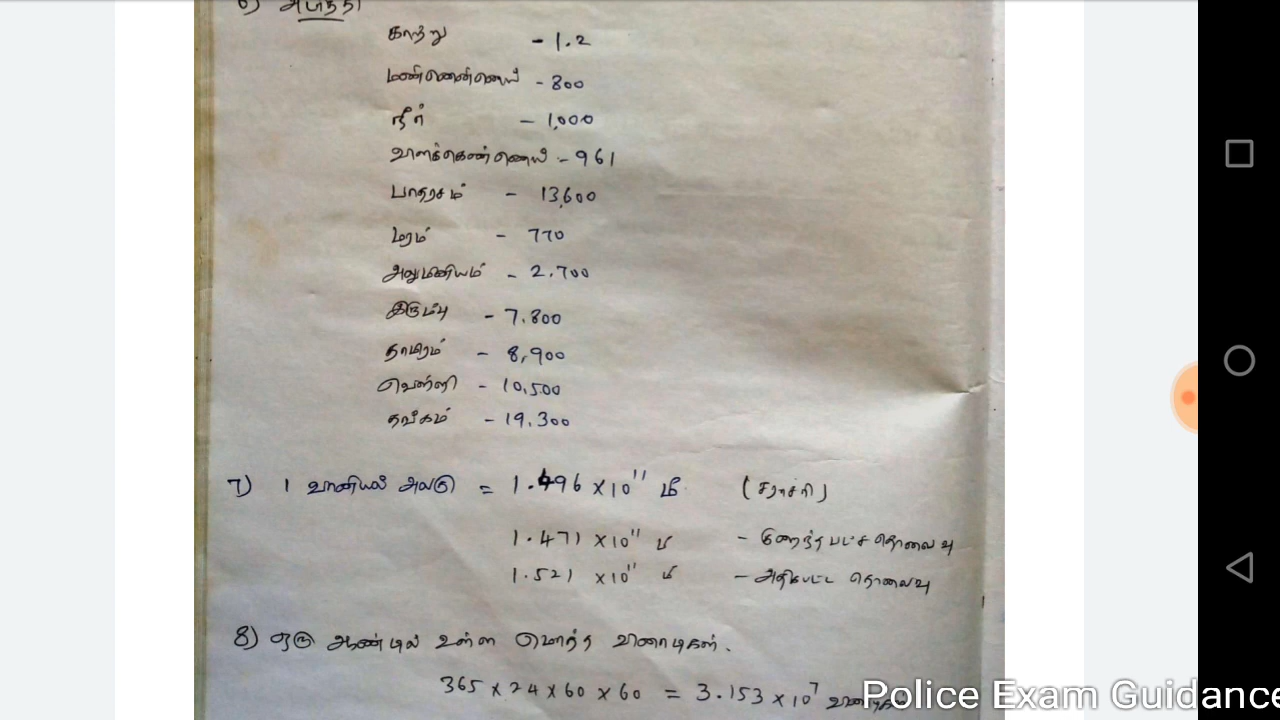 6) அடர்த்தி
காற்று - 1.2
மண்ணெண்ணெய் - 800
நீர் - 1,000
விளக்கெண்ணெய் - 961
பாதரசம் - 13,600
மரம் - 770
அலுமினியம் - 2.700
இரும்பு - 7.800
தாமிரம் - 8,900
வெள்ளி - 10,500
தங்கம் - 19.300
7) 1 வானியல் அலகு = 1.496 × 10¹¹ மீ (சராசரி)
1.471 × 10¹¹ மீ - குறைந்தபட்ச தொலைவு
1.521 × 10¹¹ மீ - அதிகபட்ட தொலைவு
8) ஒரு ஆண்டில் உள்ள மொத்த வினாடிகள்.
365 × 24 × 60 × 60 = 3.153 × 10⁷
Police Exam Guidance